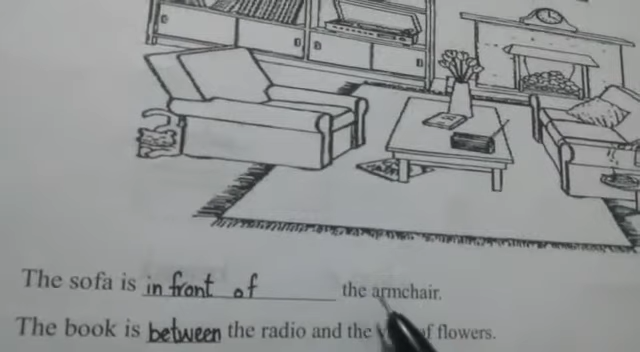 The sofa is in front of the armchair.
The book is between the radio and the of flowers.